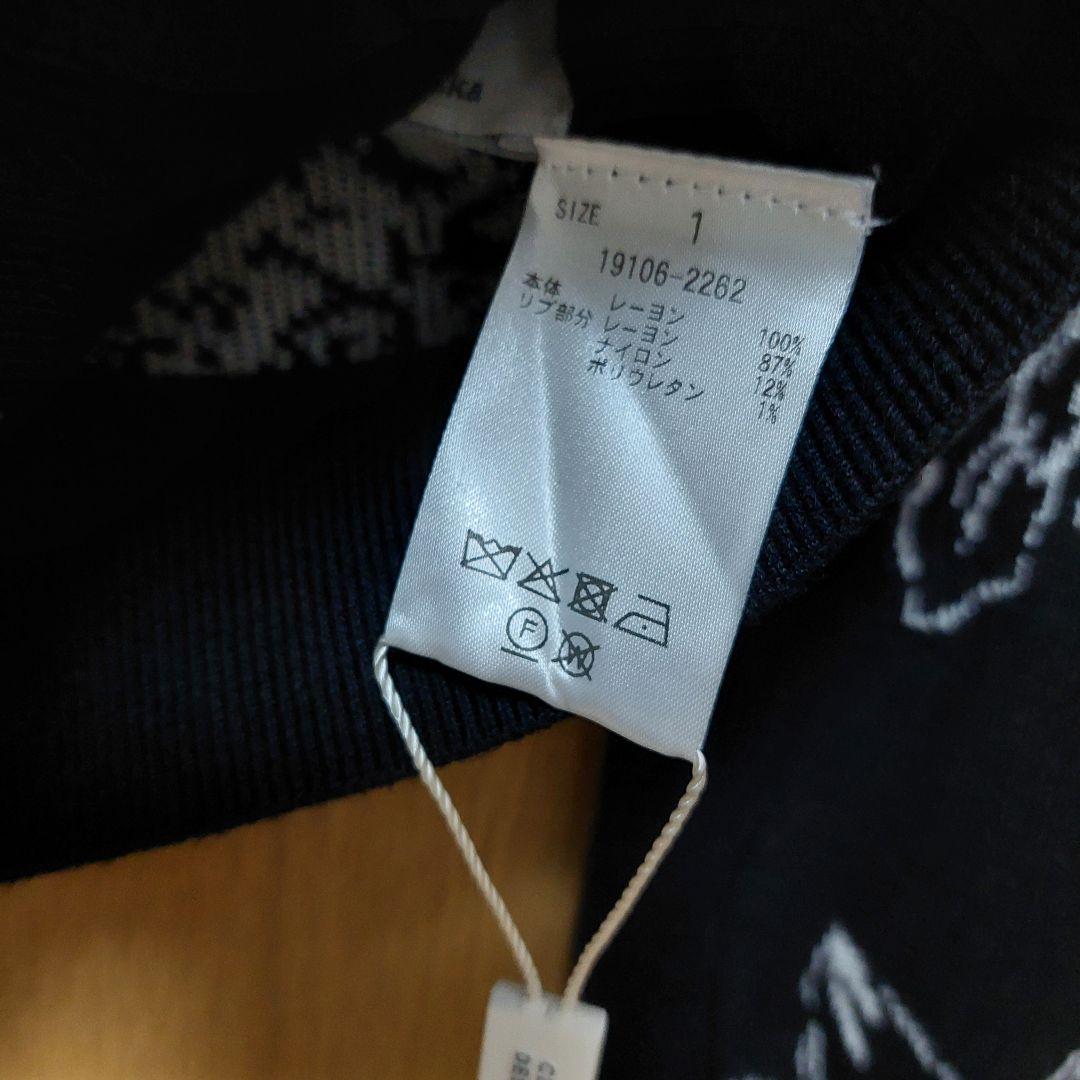 SIZE 1
19106-2262
本体 レーヨン 100%
リブ部分 レーヨン 87%
ナイロン 12%
ポリウレタン 1%
F
W